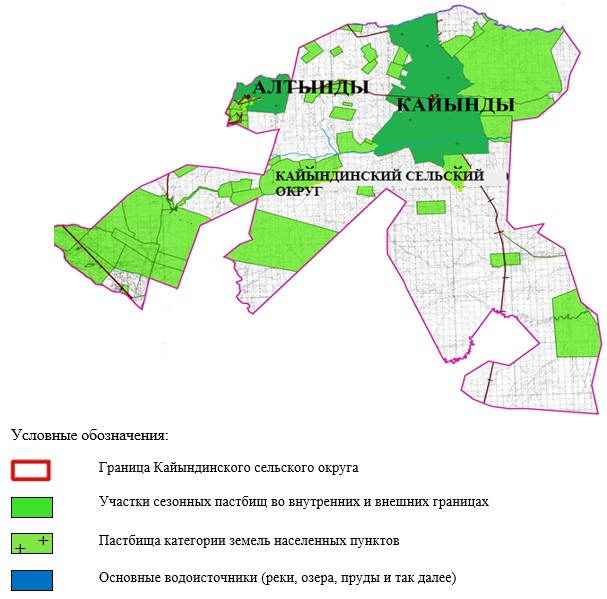 АЛТЫНДЫ
КАЙЫНДЫ
КАЙЫНДИНСКИЙ СЕЛЬСКИЙ
ОКРУГ
Условные обозначения:
Граница Кайындинского сельского округа
Участки сезонных пастбищ во внутренних и внешних границах
Пастбища категории земель населенных пунктов
Основные водоисточники (реки, озера, пруды и так далее)